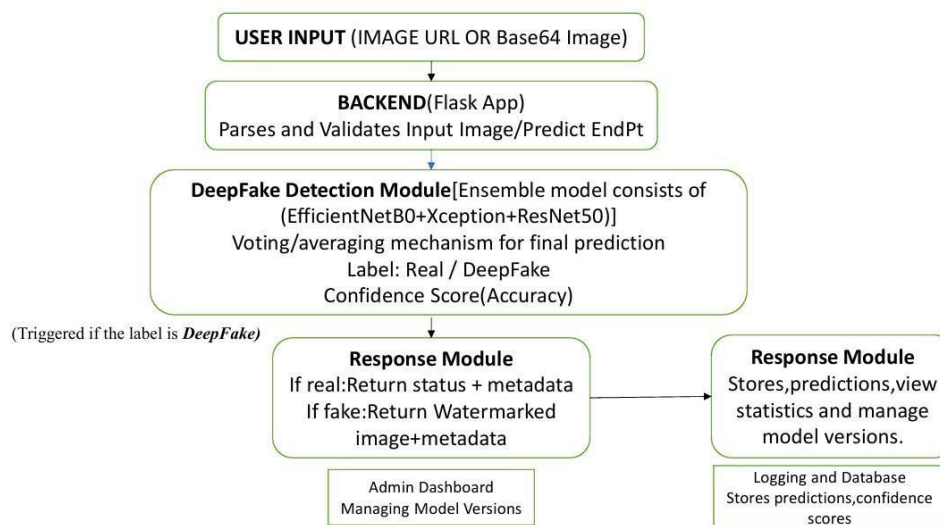 USER INPUT (IMAGE URL OR Base64 Image)
BACKEND(Flask App)
Parses and Validates Input Image/Predict EndPt
DeepFake Detection Module[Ensemble model consists of
(EfficientNetB0+Xception+ResNet50)]
Voting/averaging mechanism for final prediction
Label: Real / DeepFake
Confidence Score(Accuracy)
(Triggered if the label is DeepFake)
Response Module
If real:Return status + metadata
If fake:Return Watermarked
image+metadata
Response Module
Stores,predictions,view
statistics and manage
model versions.
Admin Dashboard
Managing Model Versions
Logging and Database
Stores predictions,confidence
scores